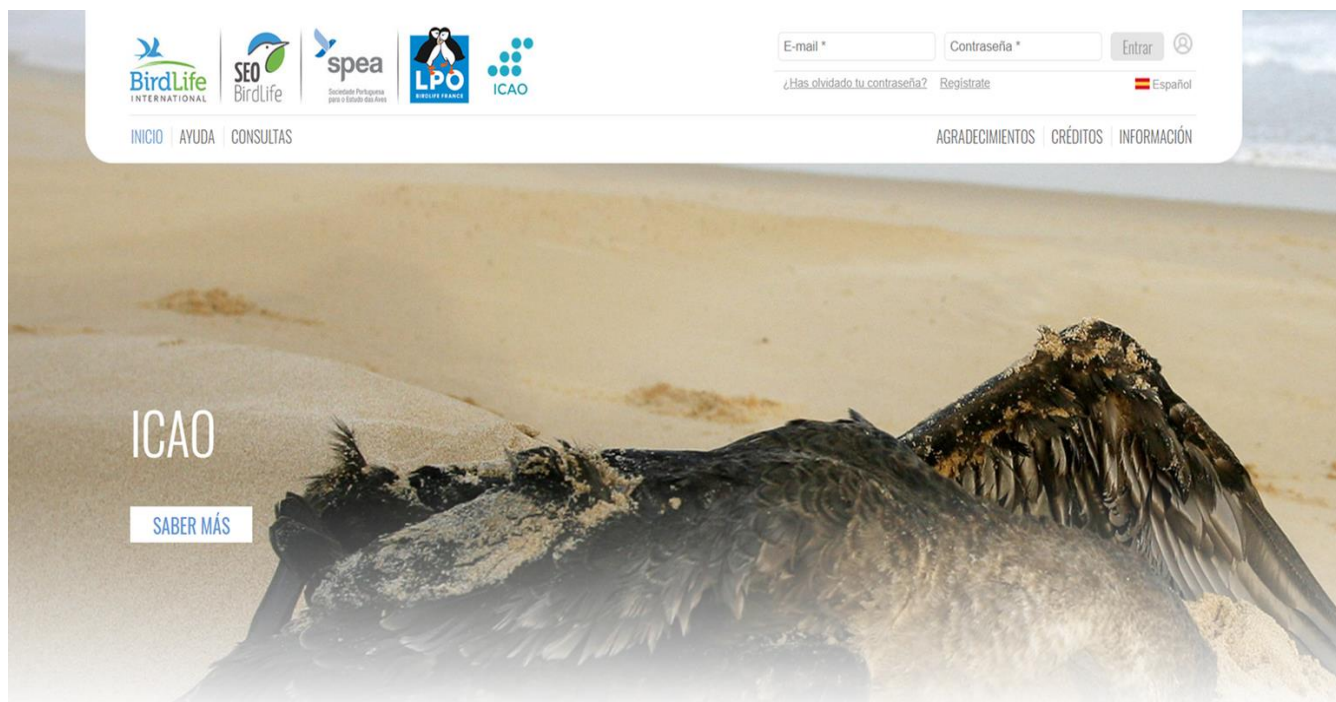 BirdLife
INTERNATIONAL
SEO
BirdLife
spea
Sociedade Portuguesa
para o Estudo das Aves
LPO
BIRDLIFE FRANCE
ICAO
E-mail *
Contraseña *
Entrar
¿Has olvidado tu contraseña?
Regístrate
Español
INICIO
AYUDA
CONSULTAS
AGRADECIMIENTOS
CRÉDITOS
INFORMACIÓN
ICAO
SABER MÁS